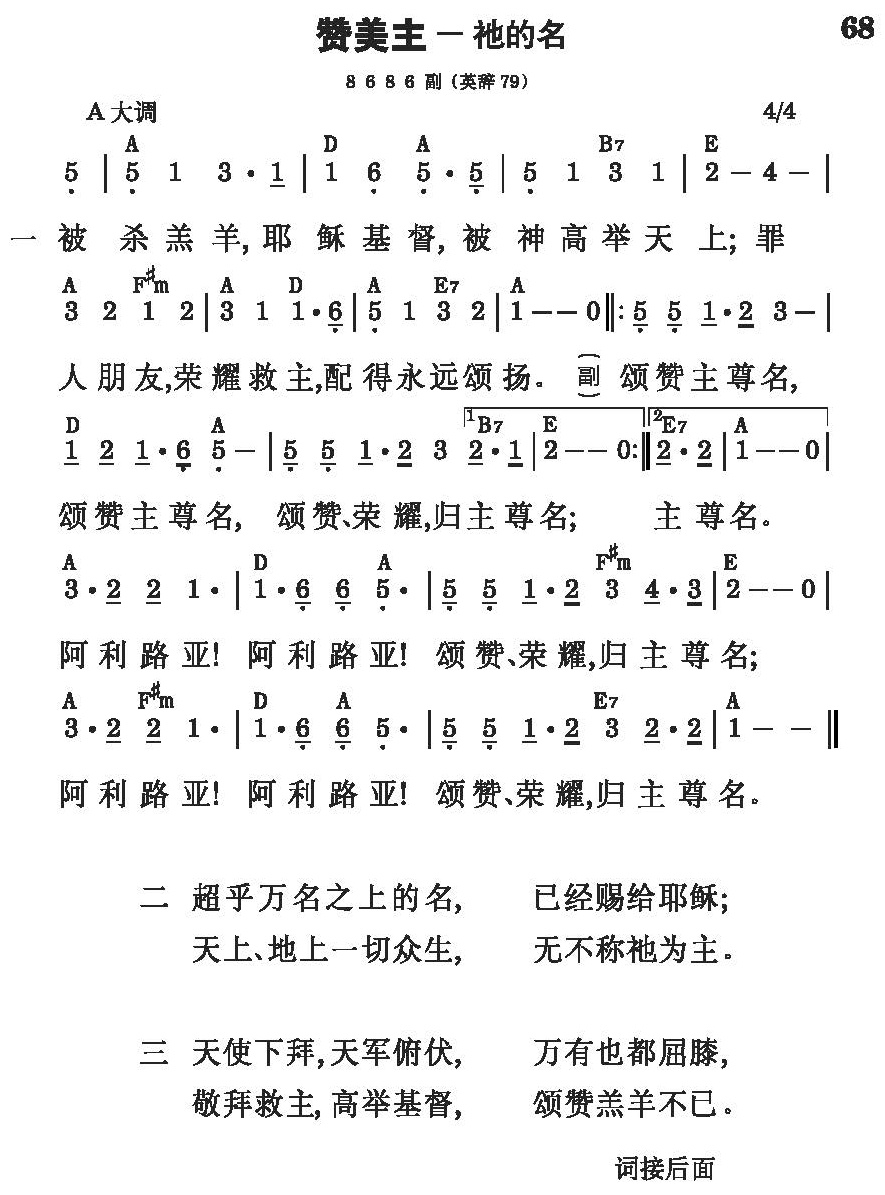 赞美主－祂的名 68
8 6 8 6 副（英辞79）
A大调 4/4
A D A B7 E
5 | 5 1 3 · 1 | 1 6 5 · 5 | 5 1 3 1 | 2 － 4 － |
一 被 杀 羔 羊, 耶 稣 基 督, 被 神 高 举 天 上; 罪
A F♯m A D A E7 A
3 2 1 2 | 3 1 1 · 6 | 5 1 3 2 | 1 － － 0 ‖: 5 5 1 · 2 3 － |
人 朋 友, 荣 耀 救 主, 配 得 永 远 颂 扬。 (副) 颂 赞 主 尊 名,
D A 1 B7 E 2 E7 A
1 2 1 · 6 5 － | 5 5 1 · 2 3 2 · 1 | 2 － － 0 :‖ 2 · 2 | 1 － － 0 |
颂 赞 主 尊 名, 颂 赞、荣 耀, 归 主 尊 名; 主 尊 名。
A D A F♯m E
3 · 2 2 1 · | 1 · 6 6 5 · | 5 5 1 · 2 3 4 · 3 | 2 － － 0 |
阿 利 路 亚! 阿 利 路 亚! 颂 赞、荣 耀, 归 主 尊 名;
A F♯m D A E7 A
3 · 2 2 1 · | 1 · 6 6 5 · | 5 5 1 · 2 3 2 · 2 | 1 － － ‖
阿 利 路 亚! 阿 利 路 亚! 颂 赞、荣 耀, 归 主 尊 名。
二 超乎万名之上的名, 已经赐给耶稣;
天上、地上一切众生, 无不称祂为主。
三 天使下拜, 天军俯伏, 万有也都屈膝,
敬拜救主, 高举基督, 颂赞羔羊不已。
词接后面